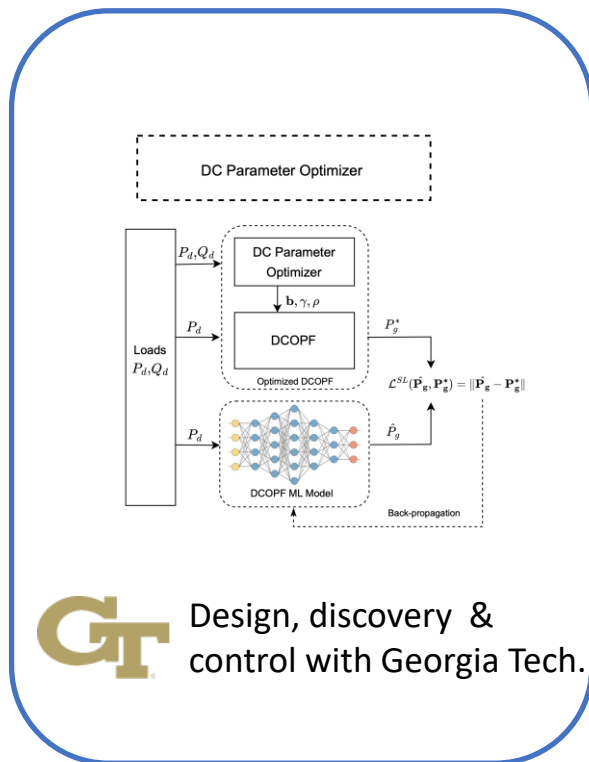 DC Parameter Optimizer
P_d,Q_d
DC Parameter
Optimizer
b, γ, ρ
P_d
DCOPF
P_g^*
Loads
P_d,Q_d
Optimized DCOPF
ℒ^{SL}(P̂_g, P_g^*) = ||P̂_g − P_g^*||
P_d
P̂_g
DCOPF ML Model
Back-propagation
GT
Design, discovery &
control with Georgia Tech.